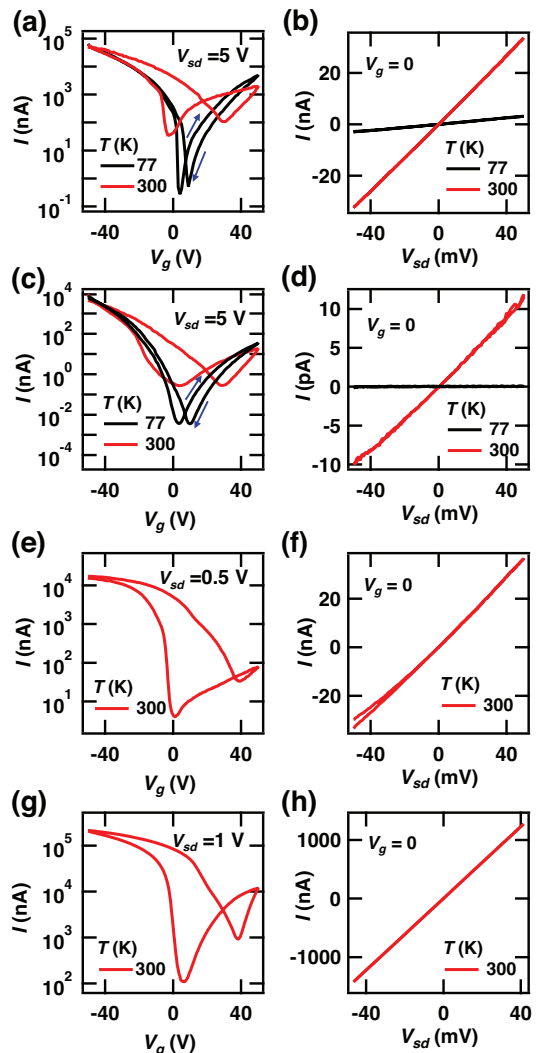 (a)
10^5
10^3
10^1
10^-1
I (nA)
V_sd =5 V
T (K)
77
300
-40
0
40
V_g (V)
(b)
20
0
-20
I (nA)
V_g = 0
T (K)
77
300
-40
0
40
V_sd (mV)
(c)
10^4
10^2
10^0
10^-2
10^-4
I (nA)
V_sd =5 V
T (K)
77
300
-40
0
40
V_g (V)
(d)
10
5
0
-5
-10
I (pA)
V_g = 0
T (K)
77
300
-40
0
40
V_sd (mV)
(e)
10^4
10^3
10^2
10^1
I (nA)
V_sd =0.5 V
T (K)
300
-40
0
40
V_g (V)
(f)
20
0
-20
I (nA)
V_g = 0
T (K)
300
-40
0
40
V_sd (mV)
(g)
10^5
10^4
10^3
10^2
I (nA)
V_sd =1 V
T (K)
300
-40
0
40
V_g (V)
(h)
1000
0
-1000
I (nA)
V_g = 0
T (K)
300
-40
0
40
V_sd (mV)